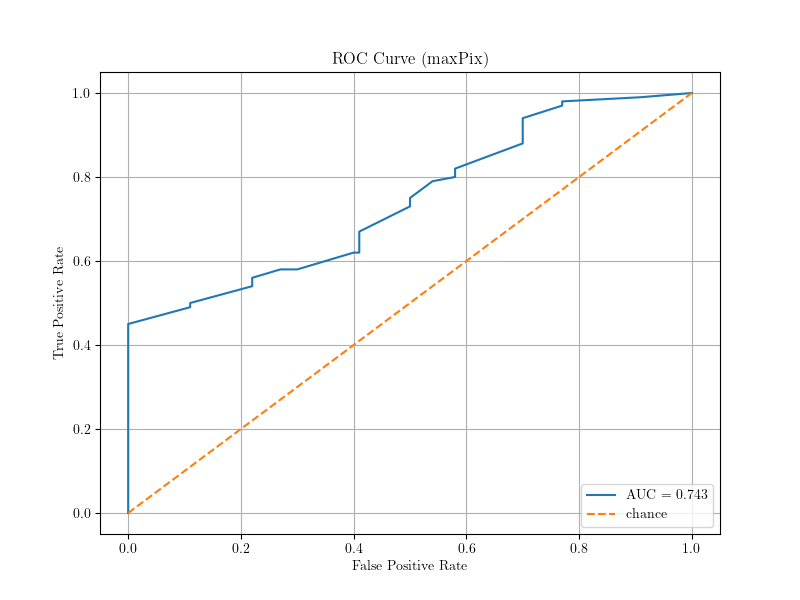 ROC Curve (maxPix)
True Positive Rate
1.0
0.8
0.6
0.4
0.2
0.0
0.0 0.2 0.4 0.6 0.8 1.0
False Positive Rate
AUC = 0.743
chance